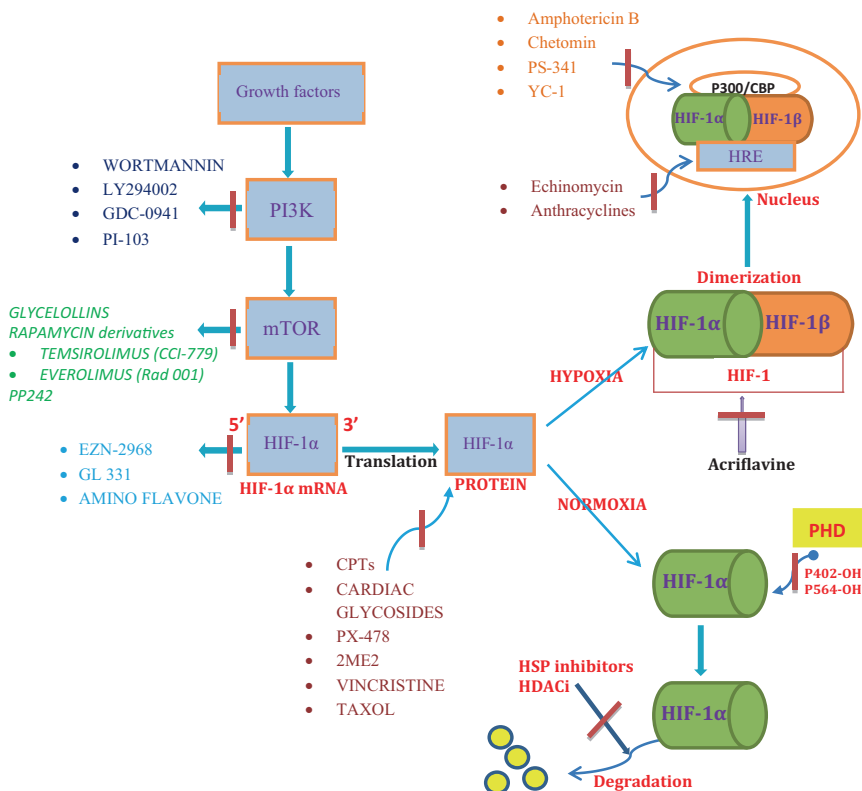 Growth factors
• WORTMANNIN
• LY294002
• GDC-0941
• PI-103
PI3K
GLYCELOLLINS
RAPAMYCIN derivatives
• TEMSIROLIMUS (CCI-779)
• EVEROLIMUS (Rad 001)
PP242
mTOR
• EZN-2968
• GL 331
• AMINO FLAVONE
5’
3’
HIF-1α
HIF-1α mRNA
Translation
HIF-1α
PROTEIN
• CPTs
• CARDIAC
GLYCOSIDES
• PX-478
• 2ME2
• VINCRISTINE
• TAXOL
• Amphotericin B
• Chetomin
• PS-341
• YC-1
P300/CBP
HIF-1α
HIF-1β
HRE
• Echinomycin
• Anthracyclines
Nucleus
Dimerization
HIF-1α
HIF-1β
HIF-1
Acriflavine
HYPOXIA
NORMOXIA
PHD
P402-OH
P564-OH
HIF-1α
HIF-1α
HSP inhibitors
HDACi
Degradation